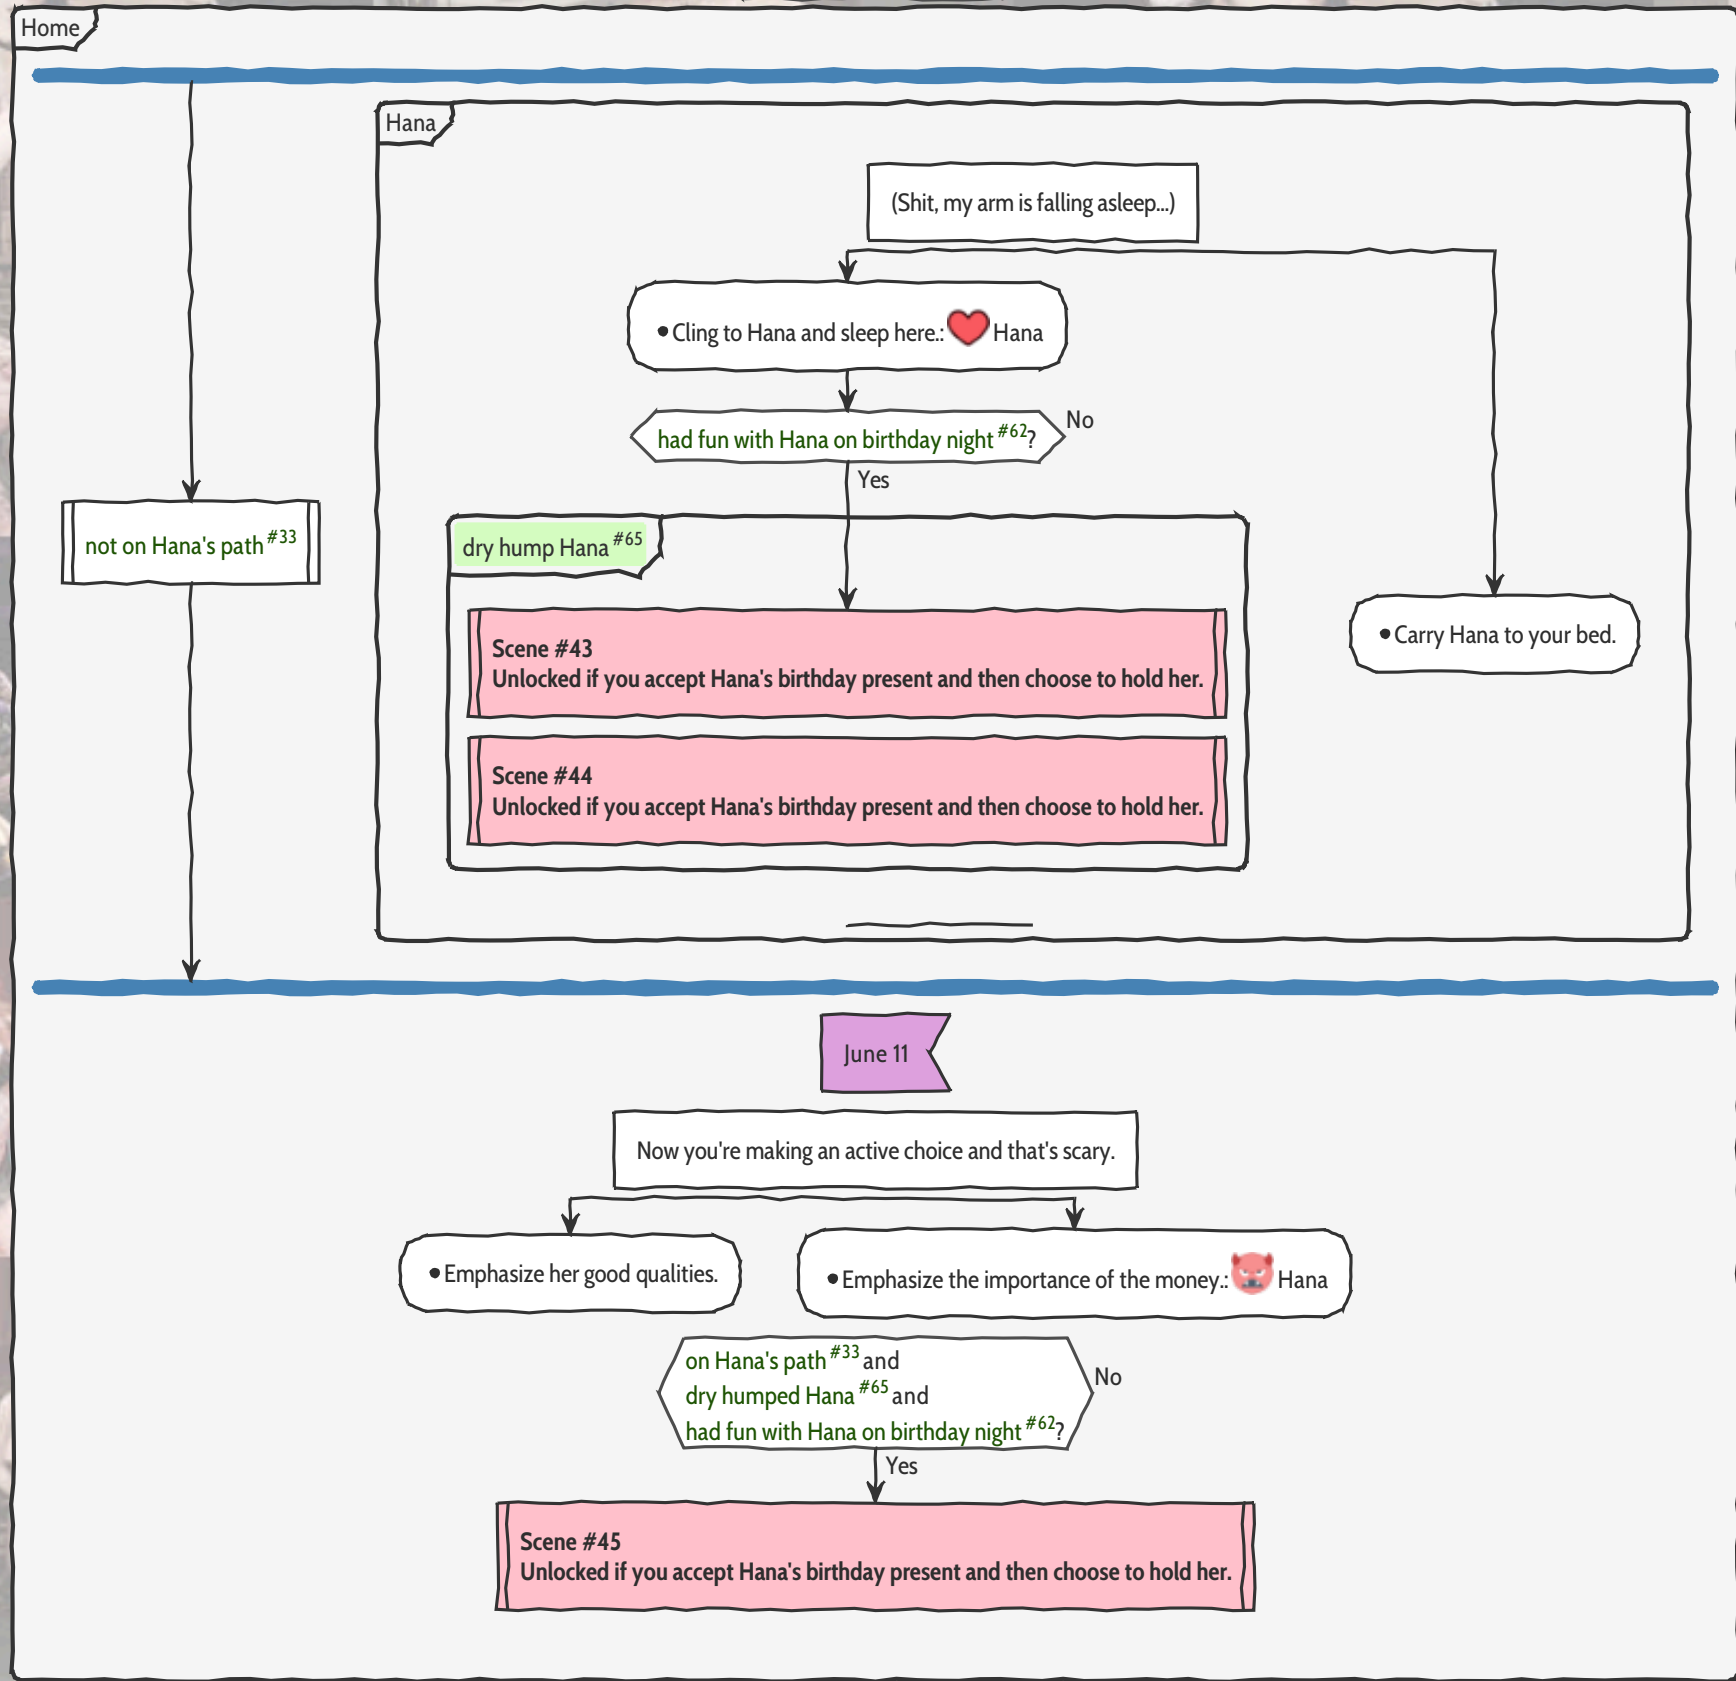 Home
Hana
(Shit, my arm is falling asleep...)
•Cling to Hana and sleep here.: Hana
had fun with Hana on birthday night #62?
No
Yes
not on Hana's path #33
dry hump Hana #65
Scene #43
Unlocked if you accept Hana's birthday present and then choose to hold her.
Scene #44
Unlocked if you accept Hana's birthday present and then choose to hold her.
•Carry Hana to your bed.
June 11
Now you're making an active choice and that's scary.
•Emphasize her good qualities.
•Emphasize the importance of the money.: Hana
on Hana's path #33 and
dry humped Hana #65 and
had fun with Hana on birthday night #62?
No
Yes
Scene #45
Unlocked if you accept Hana's birthday present and then choose to hold her.